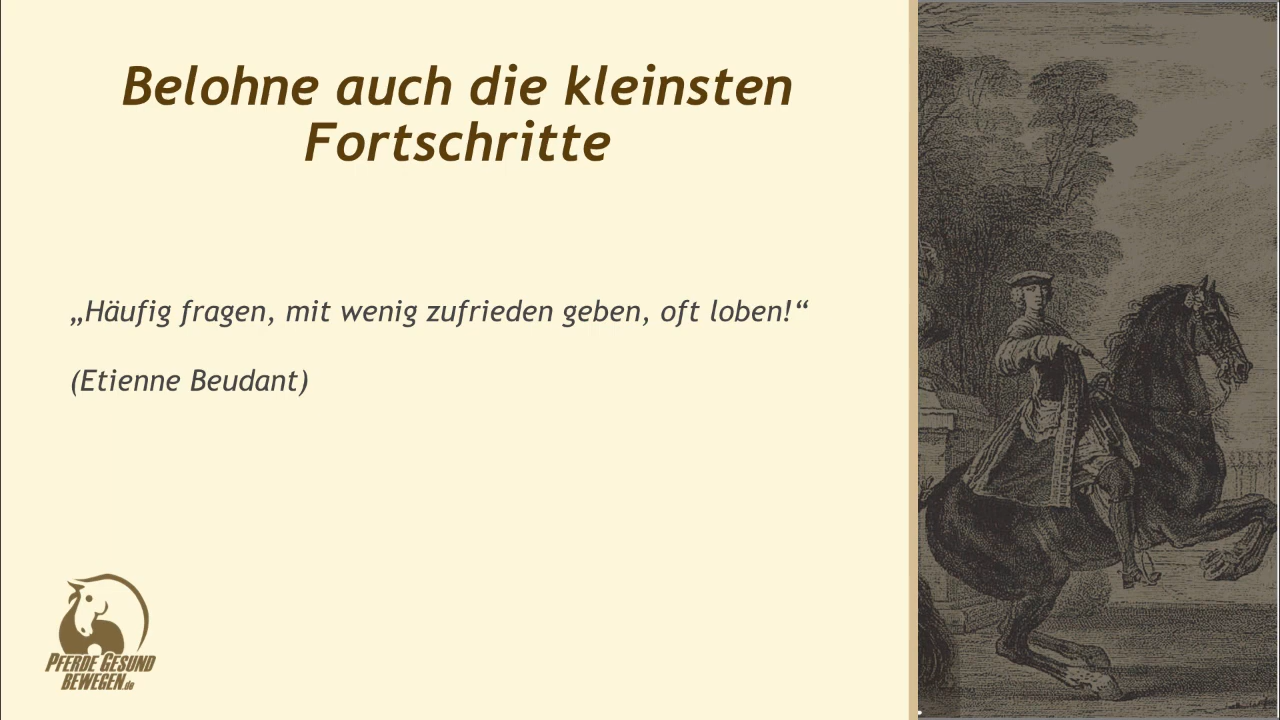 Belohne auch die kleinsten
Fortschritte
„Häufig fragen, mit wenig zufrieden geben, oft loben!“
(Etienne Beudant)
PFERDE GESUND
BEWEGEN.de